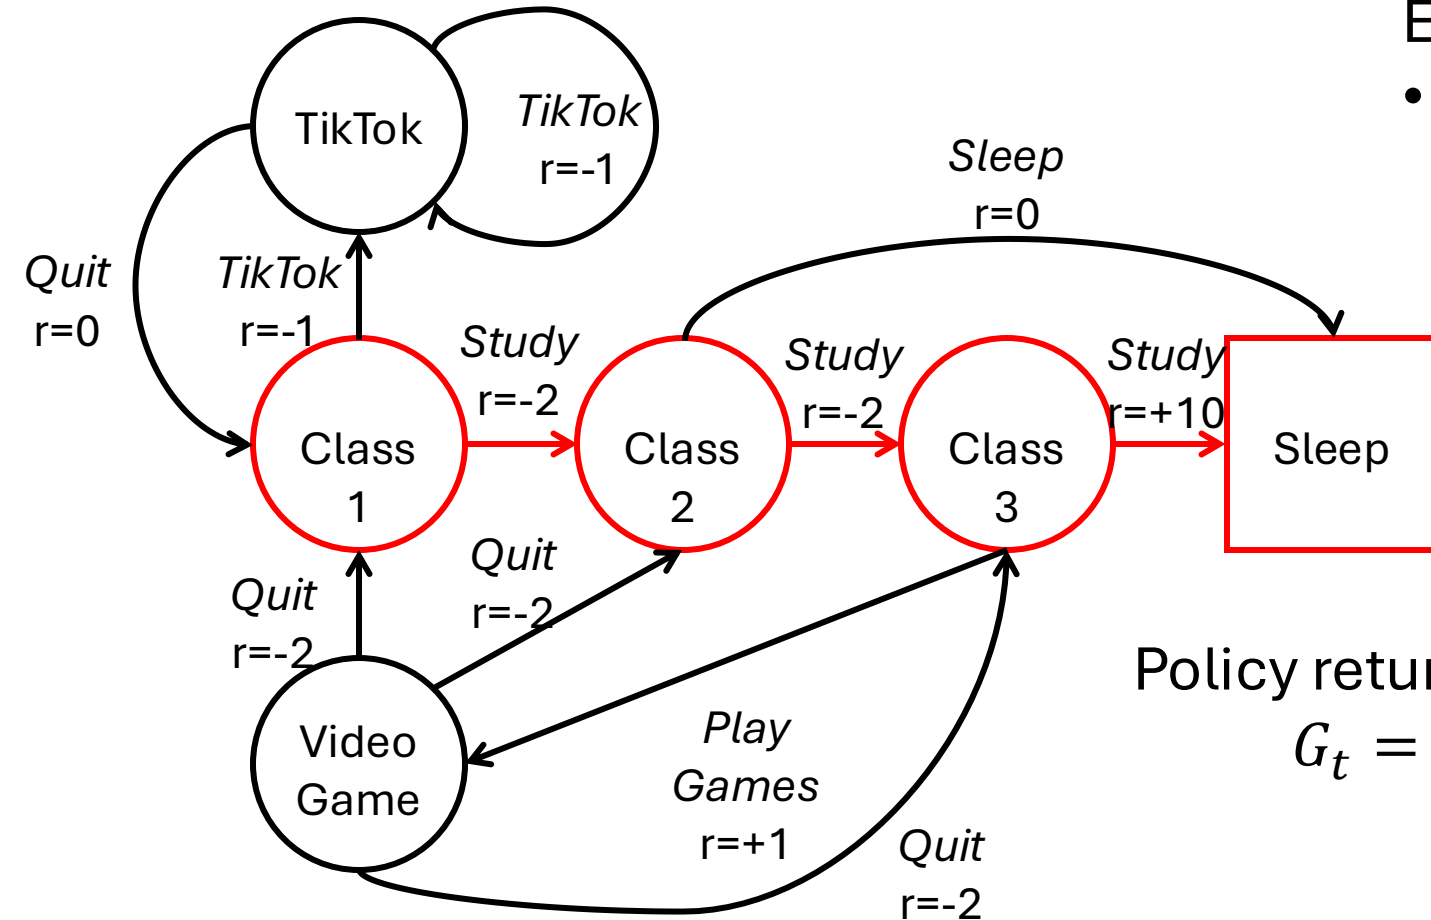 E
•
TikTok
TikTok
r=-1
Sleep
r=0
Quit
r=0
TikTok
r=-1
Study
r=-2
Study
r=-2
Study
r=+10
Class
1
Class
2
Class
3
Sleep
Quit
r=-2
Quit
r=-2
Video
Game
Play
Games
r=+1
Quit
r=-2
Policy retur
Gₜ =